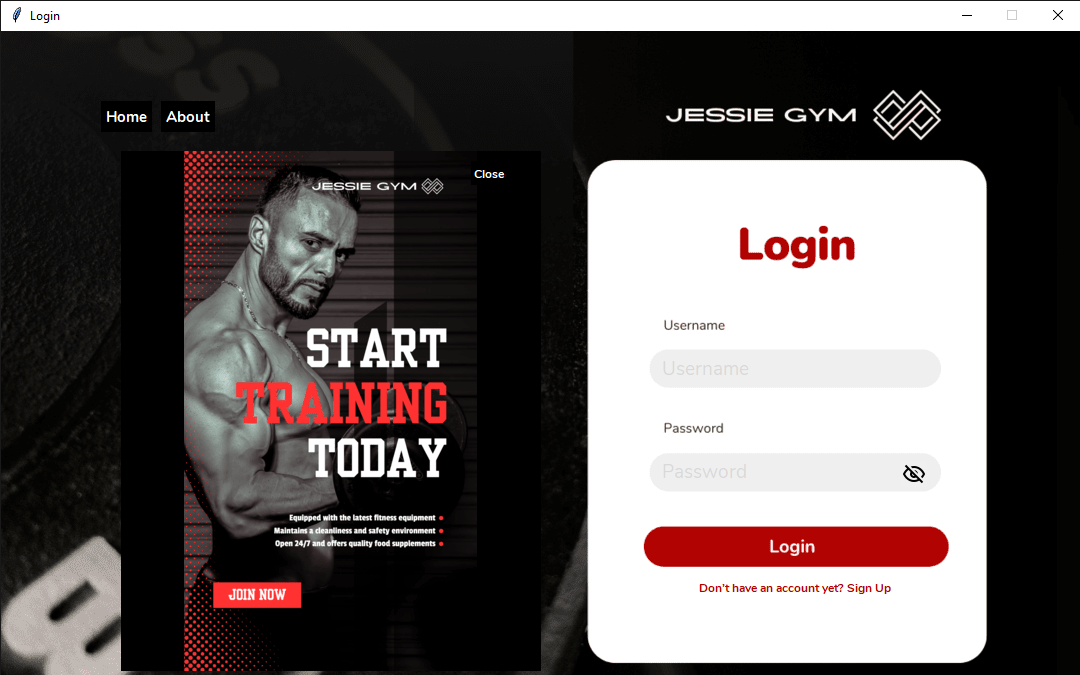 Login
Home About
JESSIE GYM
JESSIE GYM
Close
START
TRAINING
TODAY
Equipped with the latest fitness equipment
Maintains a cleanliness and safety environment
Open 24/7 and offers quality food supplements
JOIN NOW
Login
Username
Username
Password
Password
Login
Don't have an account yet? Sign Up